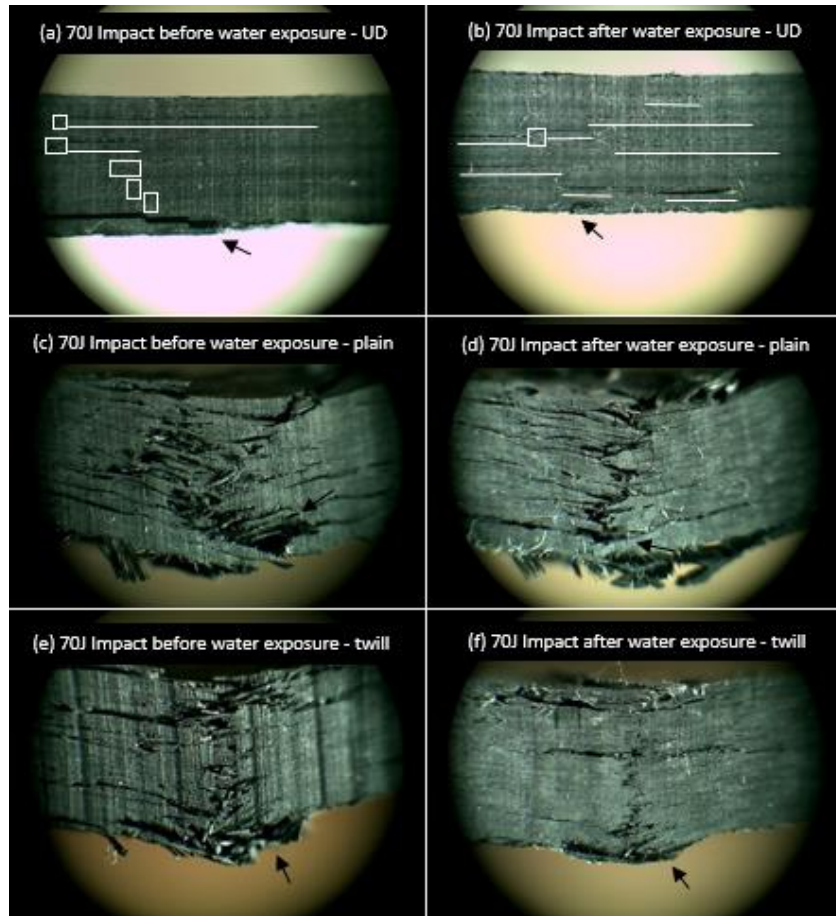 (a) 70J Impact before water exposure - UD
(b) 70J Impact after water exposure - UD
(c) 70J Impact before water exposure - plain
(d) 70J Impact after water exposure - plain
(e) 70J Impact before water exposure - twill
(f) 70J Impact after water exposure - twill